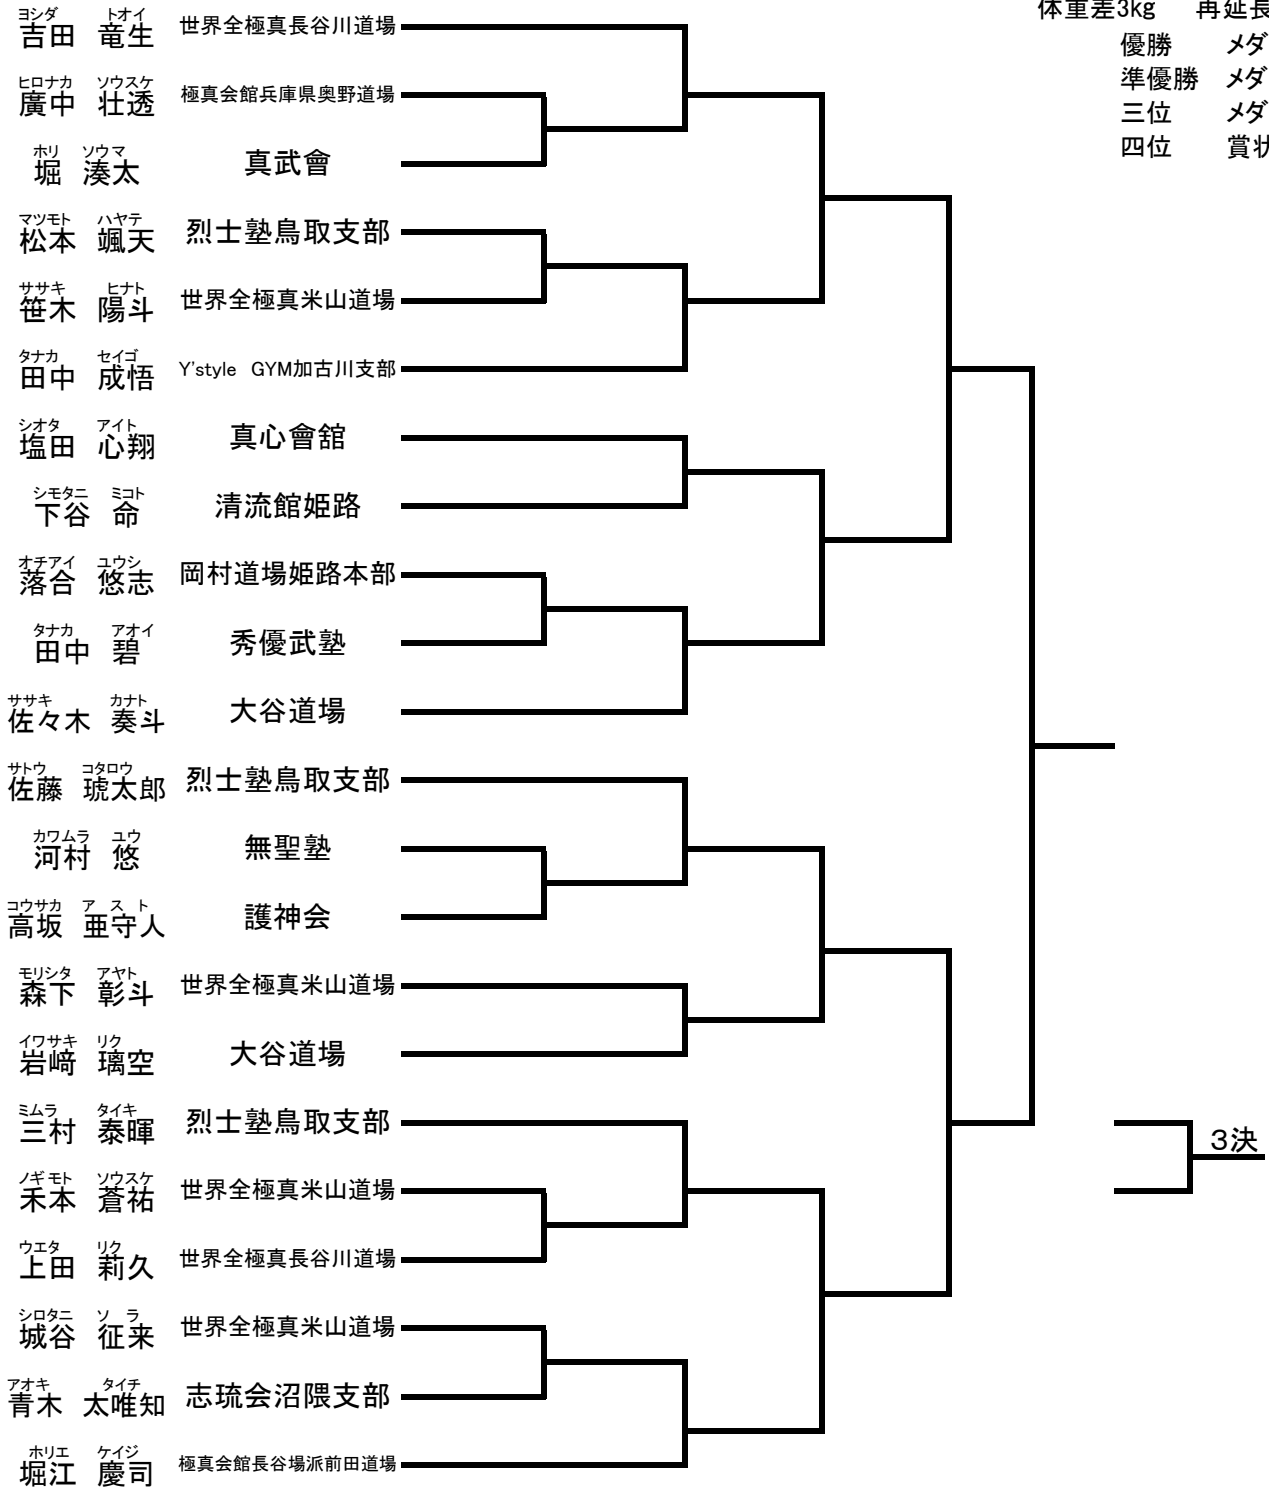 体重差3kg　再延長
優勝　メダ
準優勝　メダ
三位　メダ
四位　賞状
ヨシダ　トオイ
吉田　竜生　世界全極真長谷川道場
ヒロナカ　ソウスケ
廣中　壮透　極真会館兵庫県奥野道場
ホリ　ソウマ
堀　湊太　真武會
マツモト　ハヤテ
松本　颯天　烈士塾鳥取支部
ササキ　ヒナト
笹木　陽斗　世界全極真米山道場
タナカ　セイゴ
田中　成悟　Y'style　GYM加古川支部
シオタ　アイト
塩田　心翔　真心會舘
シモタニ　ミコト
下谷　命　清流館姫路
オチアイ　ユウシ
落合　悠志　岡村道場姫路本部
タナカ　アオイ
田中　碧　秀優武塾
ササキ　カナト
佐々木　奏斗　大谷道場
サトウ　コタロウ
佐藤　琥太郎　烈士塾鳥取支部
カワムラ　ユウ
河村　悠　無聖塾
コウサカ　ア　ス　ト
高坂　亜守人　護神会
モリシタ　アヤト
森下　彰斗　世界全極真米山道場
イワサキ　リク
岩﨑　璃空　大谷道場
ミムラ　タイキ
三村　泰暉　烈士塾鳥取支部
ノギモト　ソウスケ
禾本　蒼祐　世界全極真米山道場
ウエタ　リク
上田　莉久　世界全極真長谷川道場
シロタニ　ソ　ラ
城谷　征来　世界全極真米山道場
アオキ　タイチ
青木　太唯知　志琉会沼隈支部
ホリエ　ケイジ
堀江　慶司　極真会館長谷場派前田道場
３決